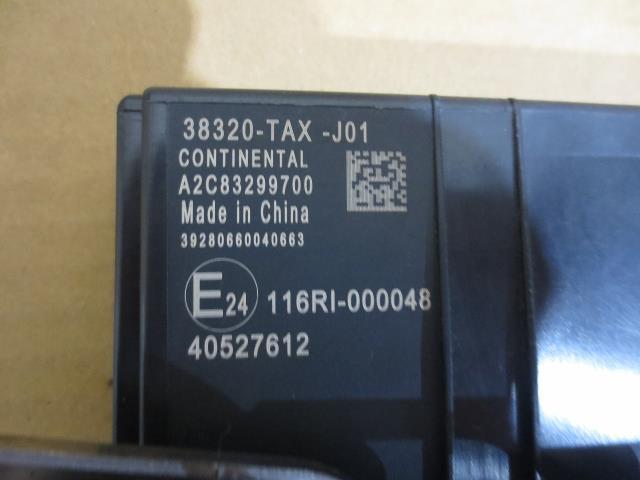 38320-TAX -J01
CONTINENTAL
A2C83299700
Made in China
39280660040663
E24 116RI-000048
40527612